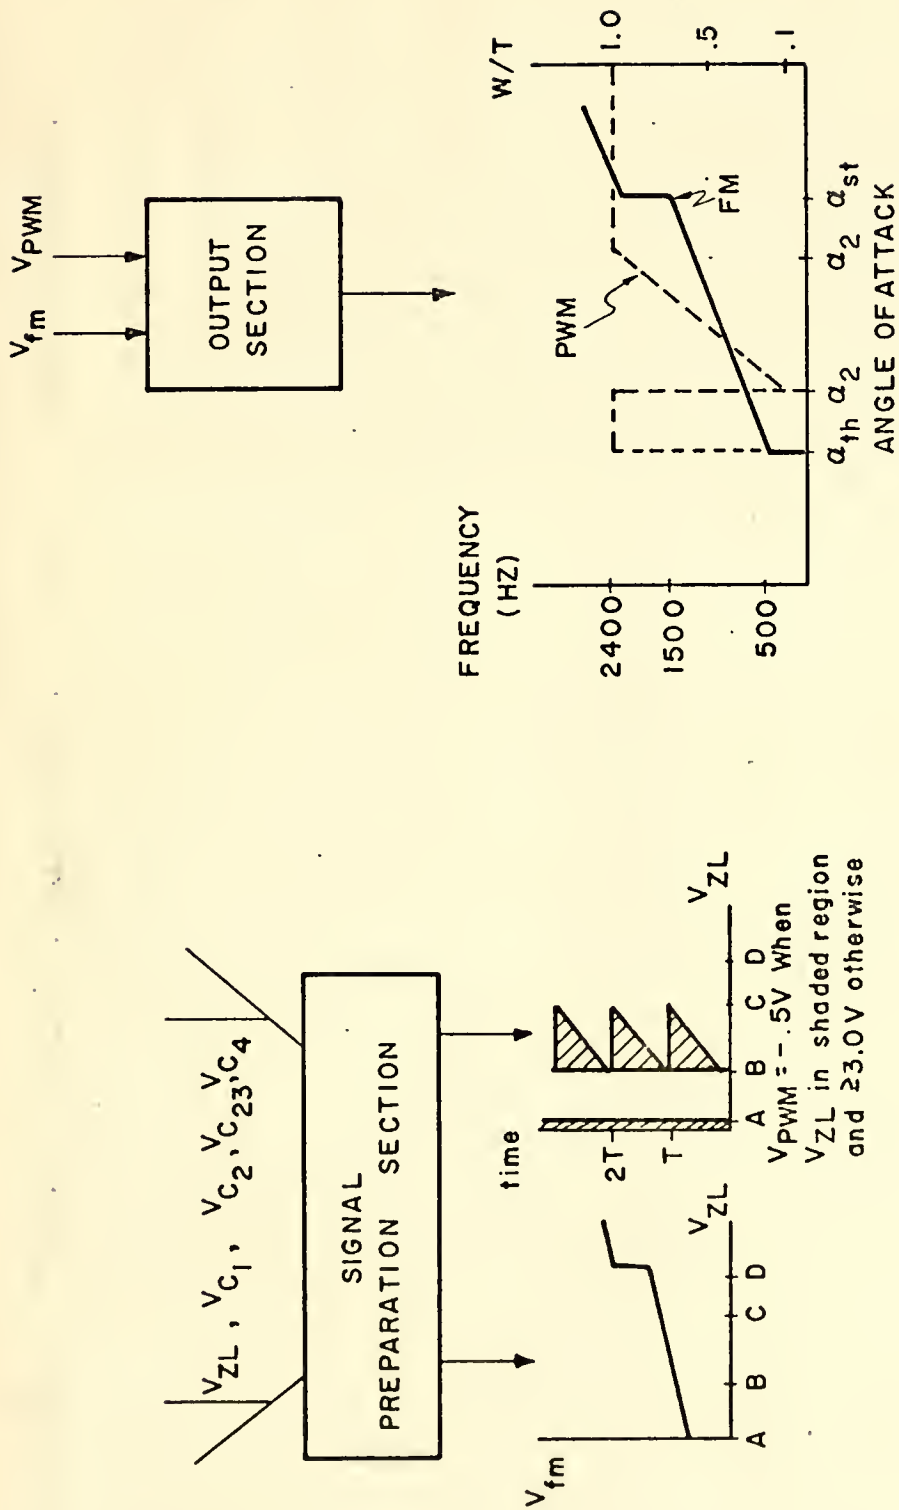 V_ZL , V_C1 , V_C2 , V_C23 , V_C4
SIGNAL
PREPARATION SECTION
V_fm
A B C D
V_ZL
time
2T
T
A B C D
V_ZL
V_PWM = -.5V When
V_ZL in shaded region
and ≥3.0V otherwise
V_fm
V_PWM
OUTPUT
SECTION
FREQUENCY
(HZ)
2400
1500
500
W/T
1.0
.5
.1
PWM
FM
α_th α_2 α_2 α_st
ANGLE OF ATTACK